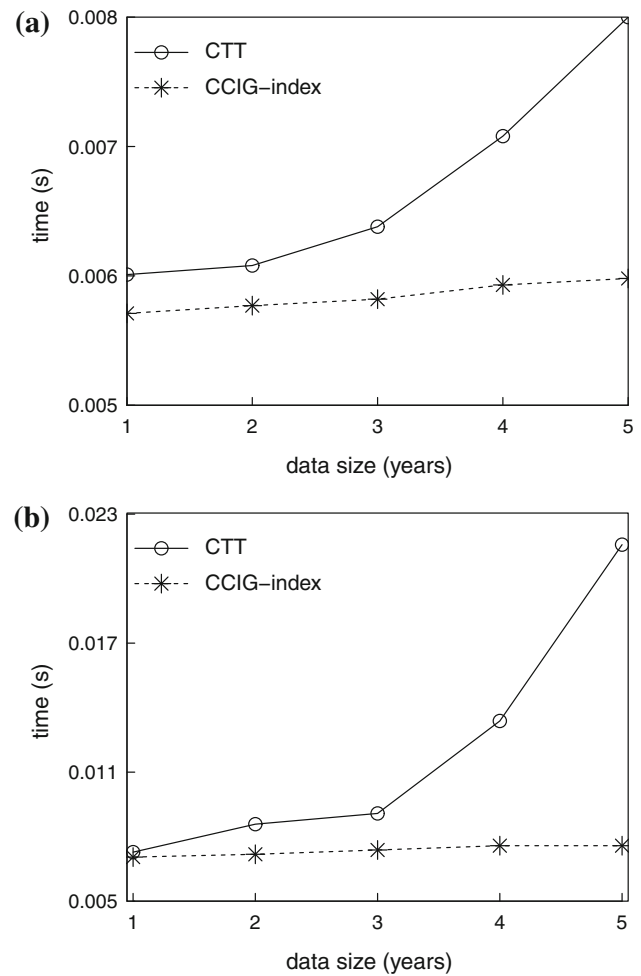 (a)
0.008
CTT
CCIG-index
0.007
time (s)
0.006
0.005
1 2 3 4 5
data size (years)
(b)
0.023
CTT
CCIG-index
0.017
time (s)
0.011
0.005
1 2 3 4 5
data size (years)